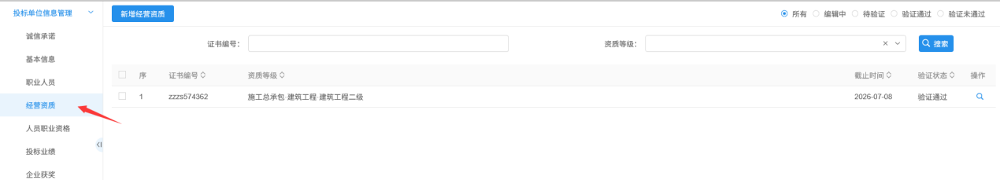 投标单位信息管理
诚信承诺
基本信息
职业人员
经营资质
人员职业资格
投标业绩
企业获奖
新增经营资质
所有 编辑中 待验证 验证通过 验证未通过
证书编号： 资质等级： 搜索
序 证书编号 资质等级 截止时间 验证状态 操作
1 zzzs574362 施工总承包·建筑工程·建筑工程二级 2026-07-08 验证通过